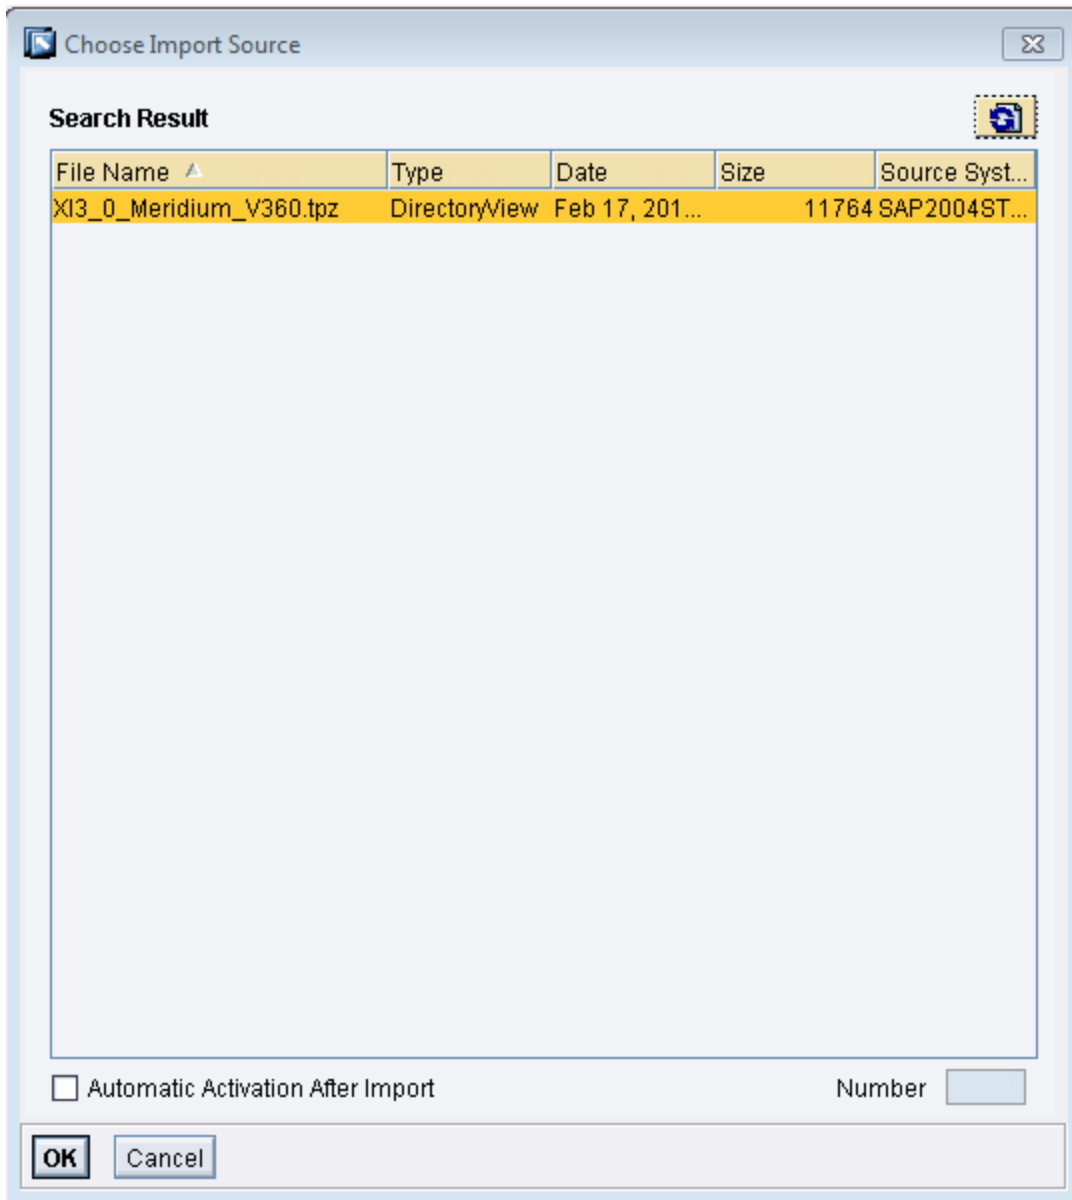 Choose Import Source
Search Result
File Name Type Date Size Source Syst...
XI3_0_Meridium_V360.tpz DirectoryView Feb 17, 201... 11764 SAP2004ST...
Automatic Activation After Import Number
OK Cancel